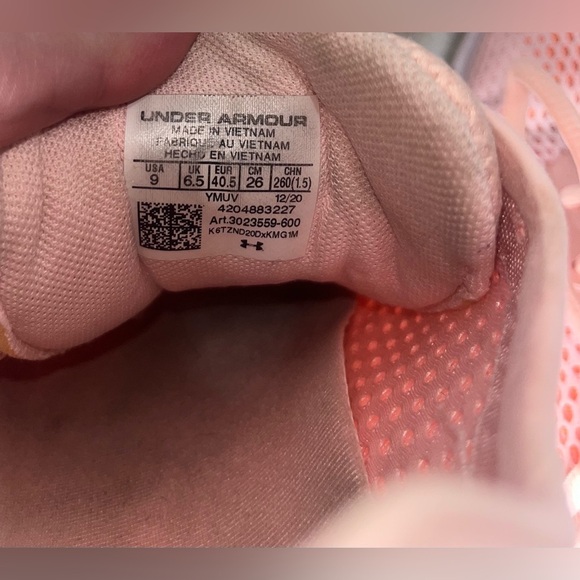 UNDER ARMOUR
MADE IN VIETNAM
FABRIQUÉ AU VIETNAM
HECHO EN VIETNAM
USA UK EUR CM CHN
9 6.5 40.5 26 260(1.5)
YMUV 12/20
4204883227
Art.3023559-600
K6TZND20DxKMG1M